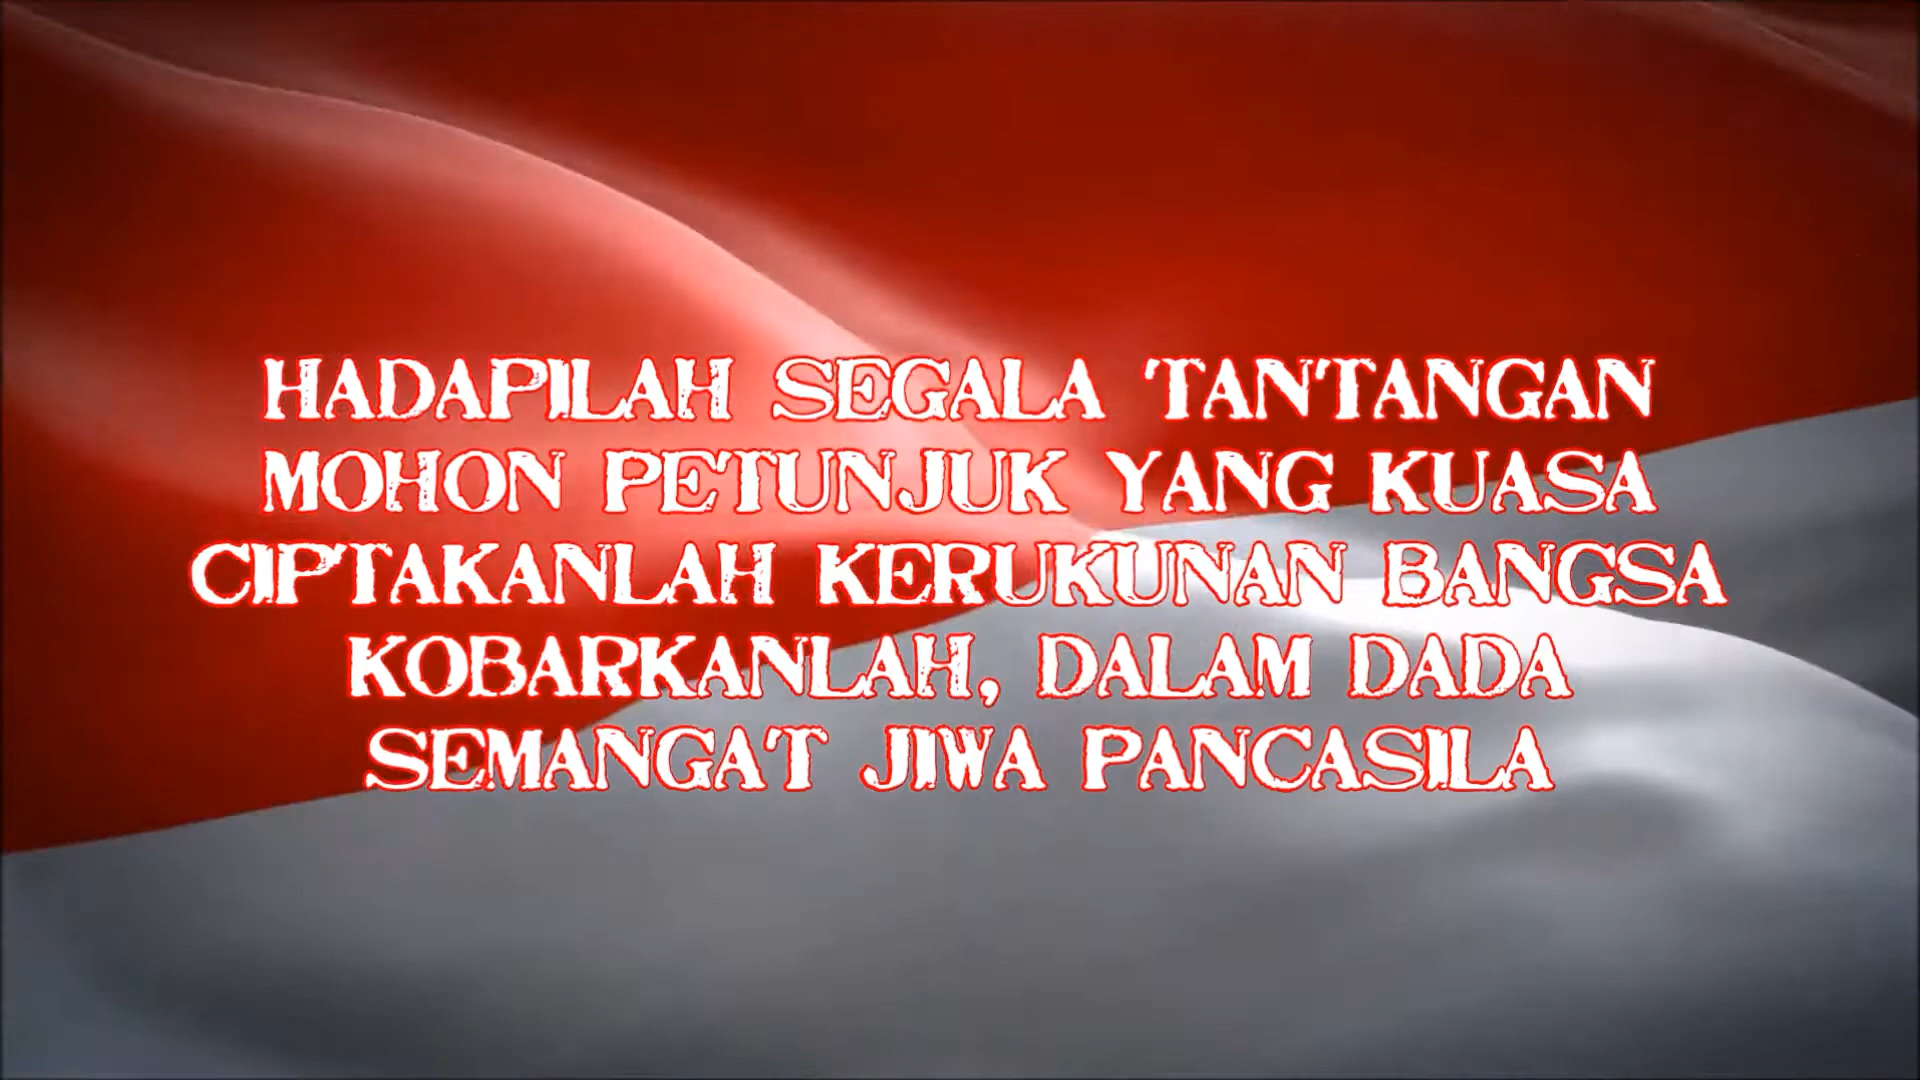 HADAPILAH SEGALA TANTANGAN
MOHON PETUNJUK YANG KUASA
CIPTAKANLAH KERUKUNAN BANGSA
KOBARKANLAH, DALAM DADA
SEMANGAT JIWA PANCASILA